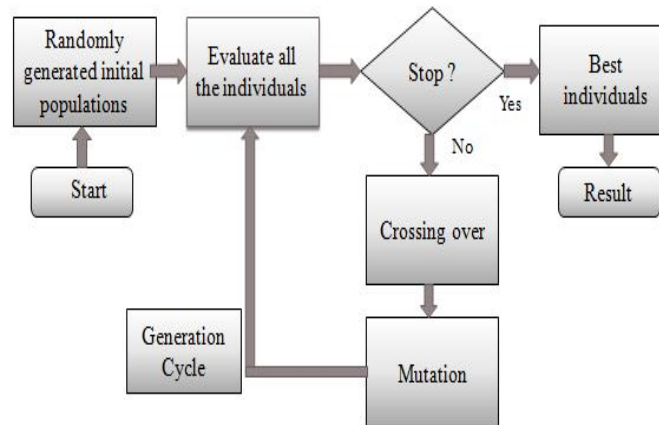 Randomly
generated initial
populations
Evaluate all
the individuals
Stop ?
Yes
Best
individuals
Start
No
Result
Crossing over
Generation
Cycle
Mutation